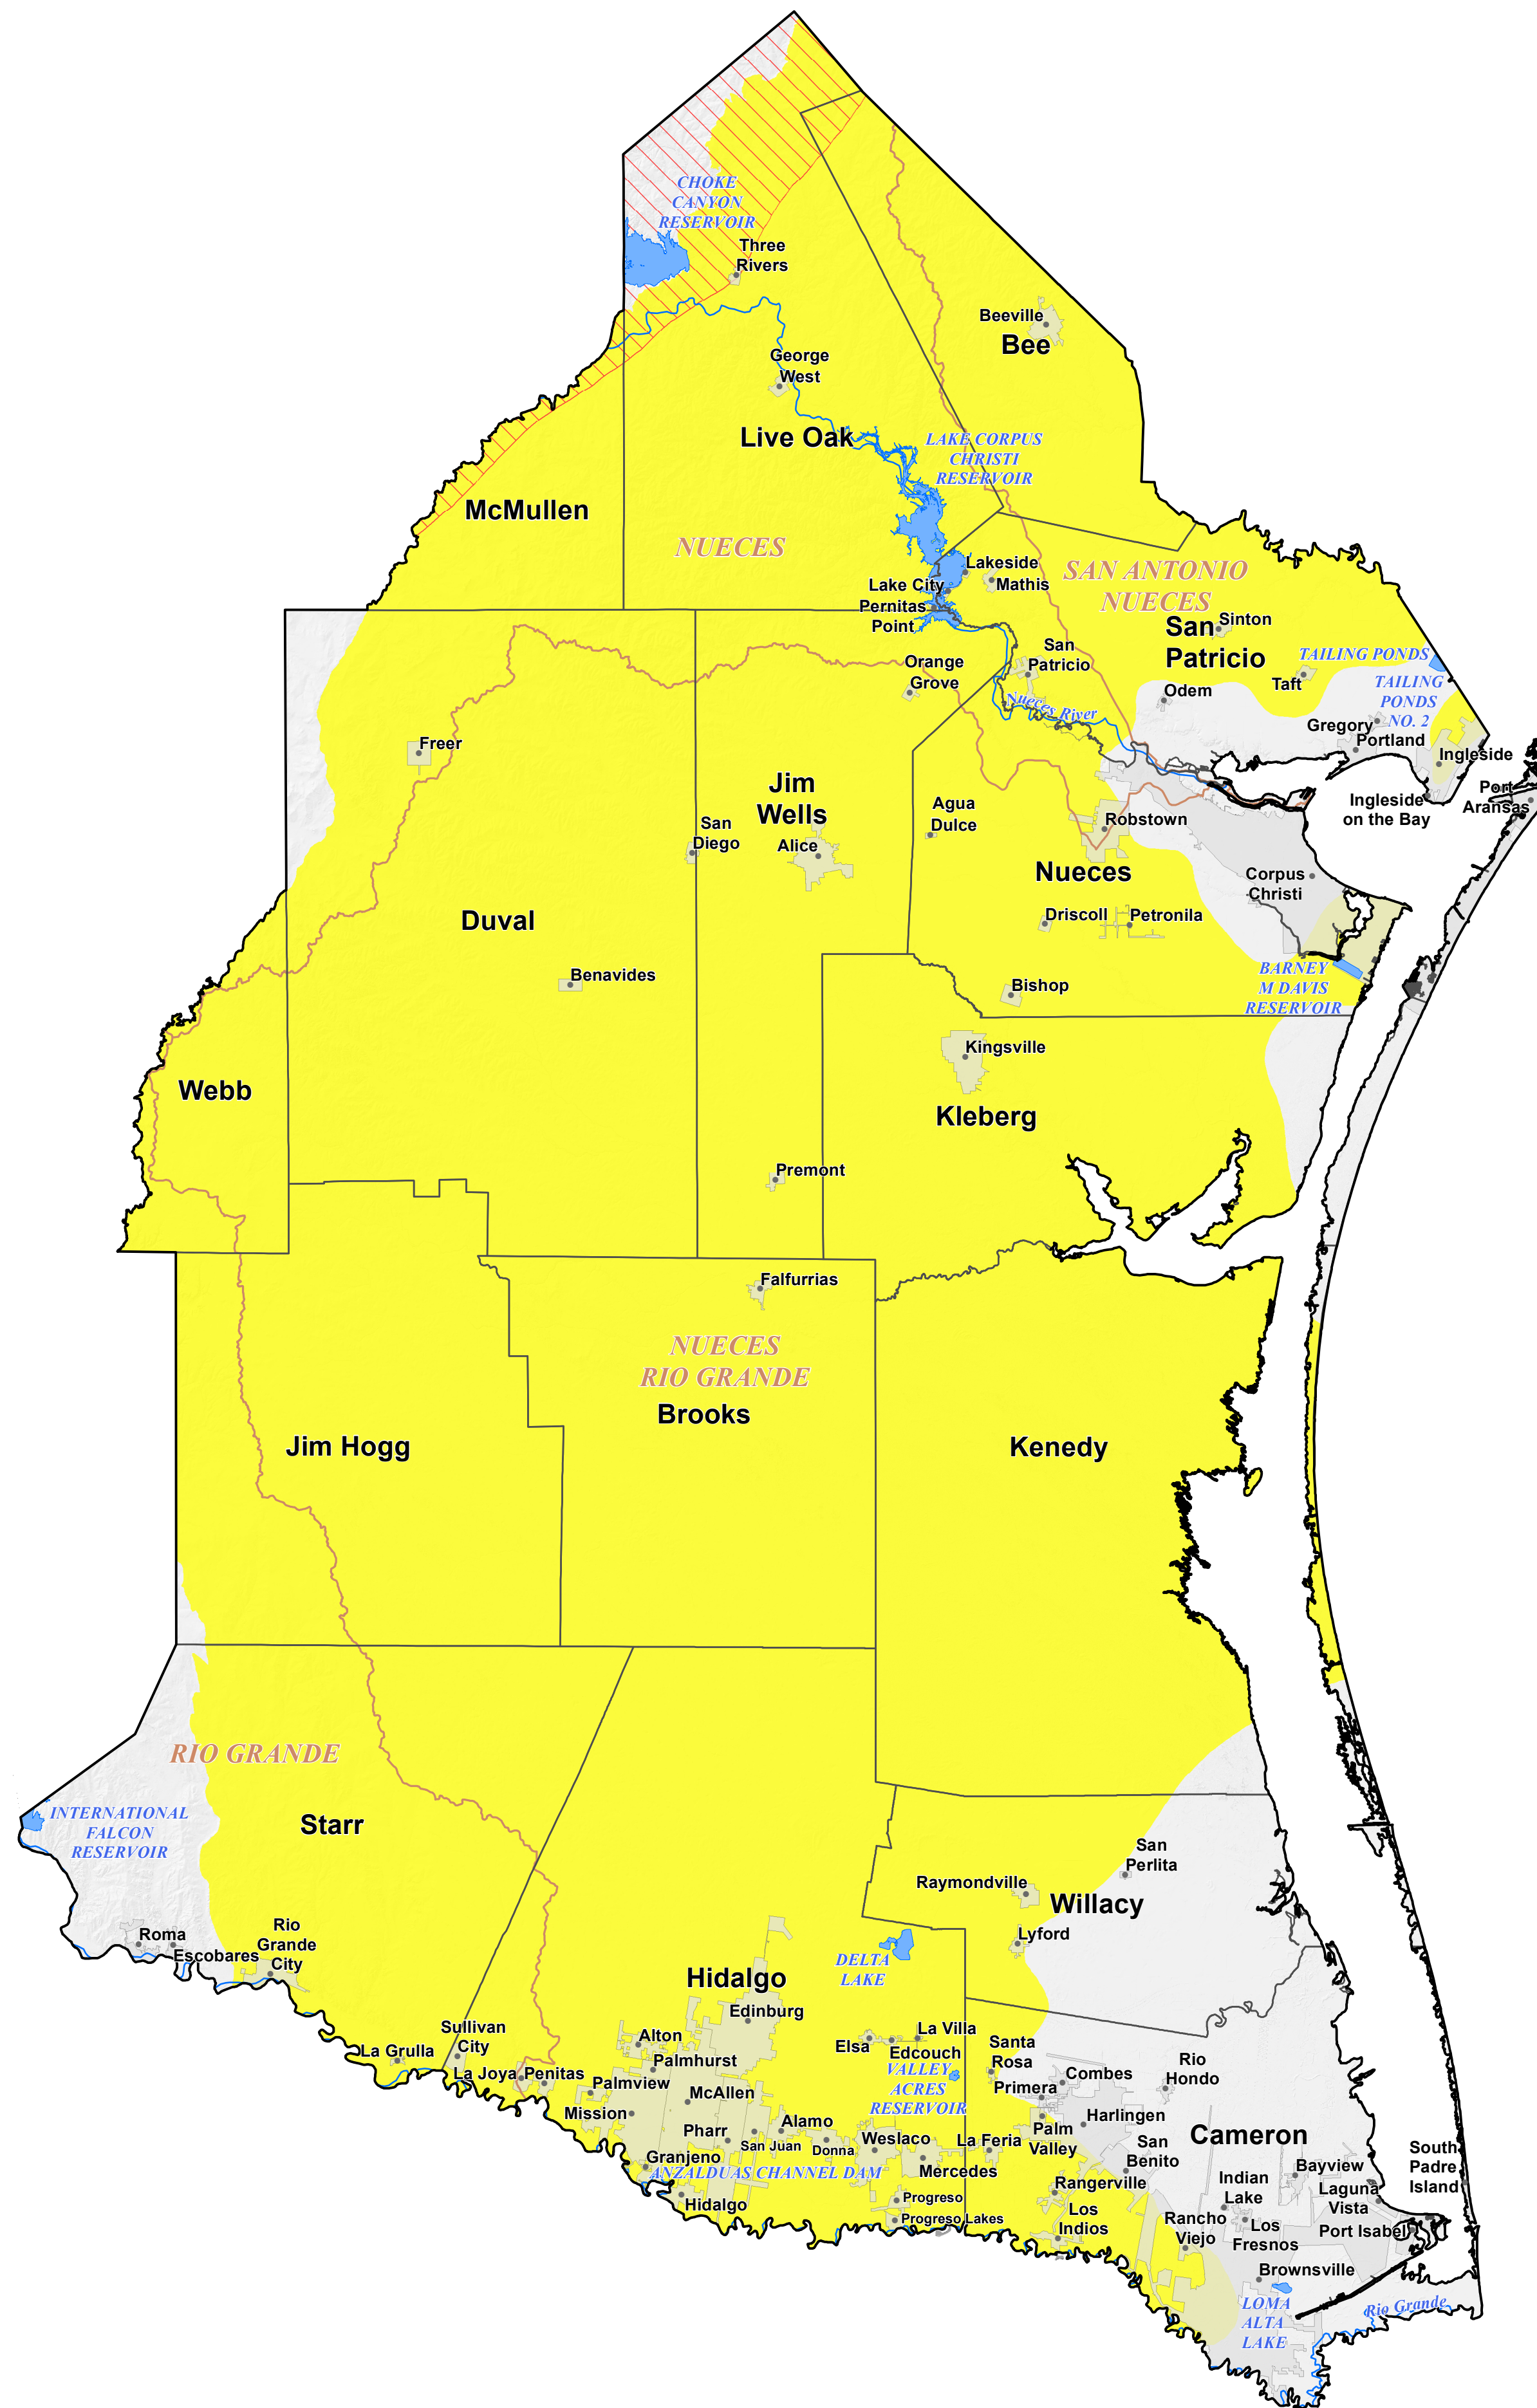 CHOKE
CANYON
RESERVOIR
Three
Rivers
Beeville
Bee
George
West
Live Oak
LAKE CORPUS
CHRISTI
RESERVOIR
McMullen
NUECES
Lakeside
Mathis
Lake City
Pernitas
Point
SAN ANTONIO
NUECES
Sinton
San
Patricio
TAILING PONDS
San
Patricio
Orange
Grove
Taft
TAILING
PONDS
NO. 2
Odem
Nueces River
Gregory
Portland
Ingleside
Freer
Jim
Wells
Port
Aransas
Ingleside
on the Bay
Agua
Dulce
Robstown
San
Diego
Alice
Nueces
Corpus
Christi
Duval
Driscoll
Petronila
Benavides
Bishop
BARNEY
M DAVIS
RESERVOIR
Kingsville
Webb
Kleberg
Premont
Falfurrias
NUECES
RIO GRANDE
Brooks
Jim Hogg
Kenedy
RIO GRANDE
INTERNATIONAL
FALCON
RESERVOIR
Starr
San
Perlita
Raymondville
Willacy
Roma
Escobares
Rio
Grande
City
Lyford
DELTA
LAKE
Hidalgo
Edinburg
La Grulla
Sullivan
City
Alton
Elsa
La Villa
Edcouch
Santa
Rosa
La Joya
Penitas
Palmhurst
Palmview
VALLEY
ACRES
RESERVOIR
Primera
Combes
Rio
Hondo
McAllen
Mission
Harlingen
Palm
Valley
Cameron
Pharr
San Juan
Alamo
Donna
Weslaco
La Feria
San
Benito
South
Padre
Island
Granjeno
ANZALDUAS CHANNEL DAM
Mercedes
Bayview
Indian
Lake
Laguna
Vista
Rangerville
Hidalgo
Progreso
Progreso Lakes
Los
Indios
Rancho
Viejo
Los
Fresnos
Port Isabel
Brownsville
LOMA
ALTA
LAKE
Rio Grande